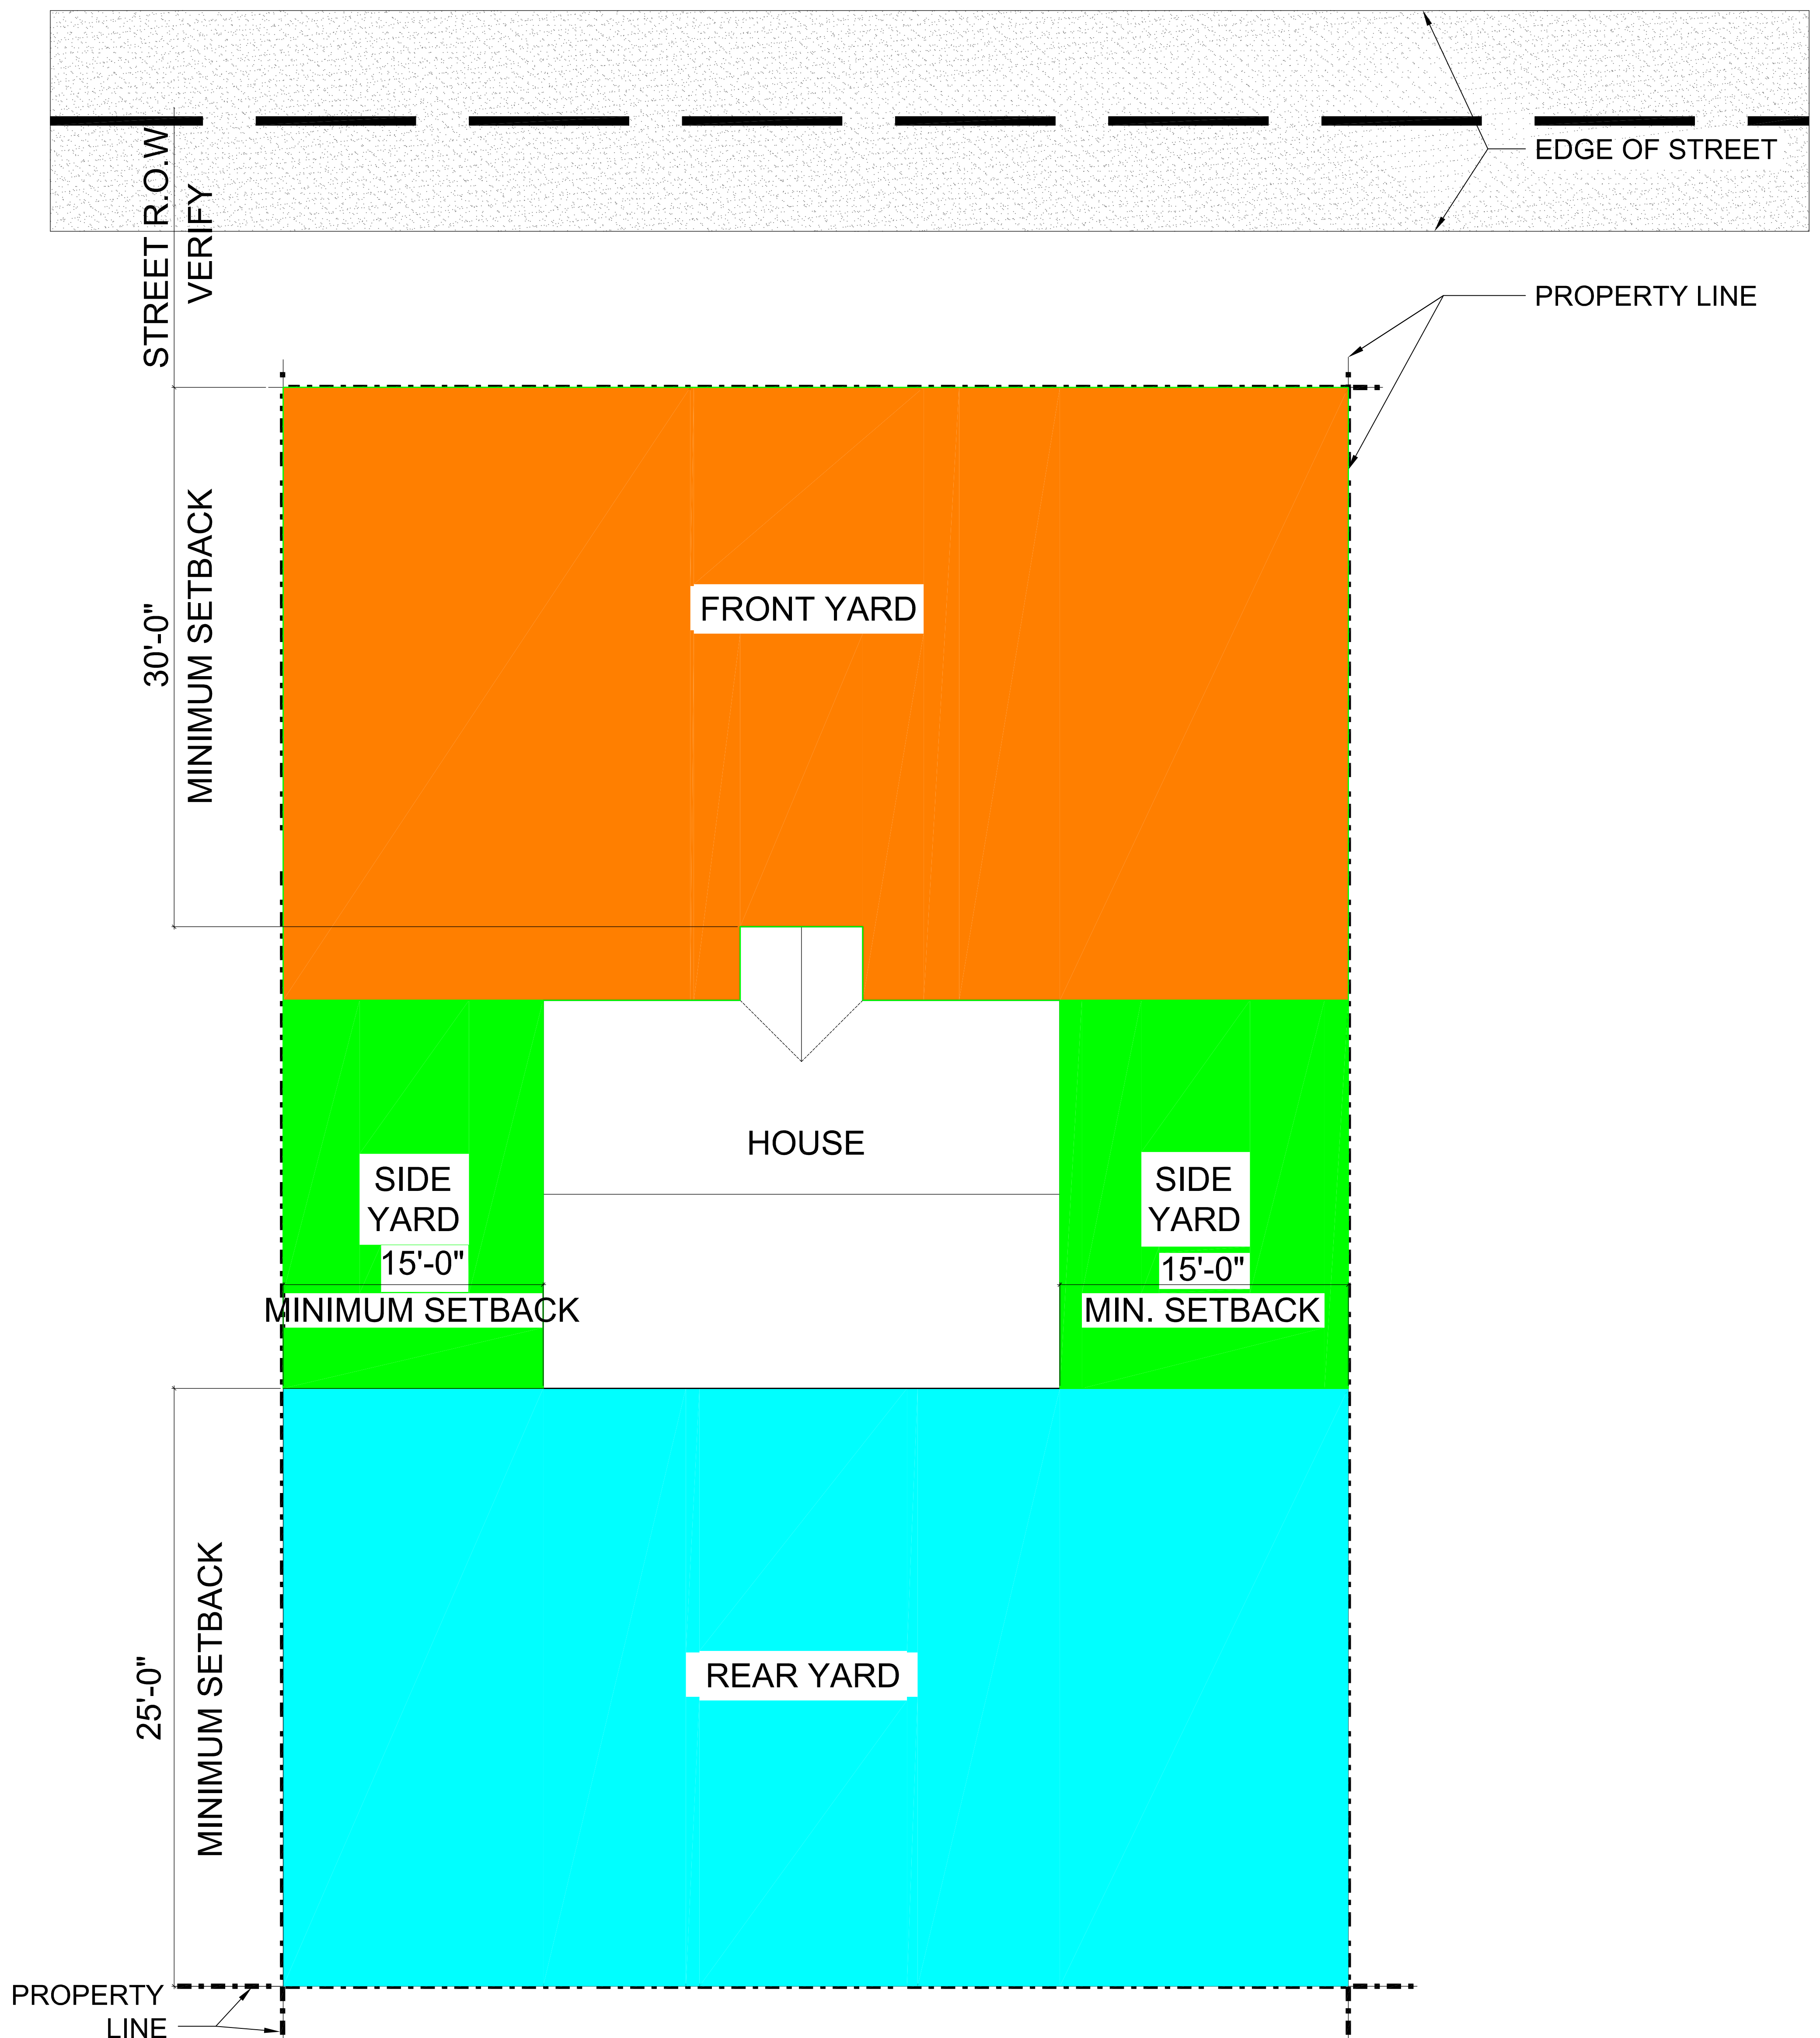 EDGE OF STREET
STREET R.O.W
VERIFY
PROPERTY LINE
30'-0"
MINIMUM SETBACK
FRONT YARD
HOUSE
SIDE
YARD
15'-0"
MINIMUM SETBACK
SIDE
YARD
15'-0"
MIN. SETBACK
25'-0"
MINIMUM SETBACK
REAR YARD
PROPERTY
LINE